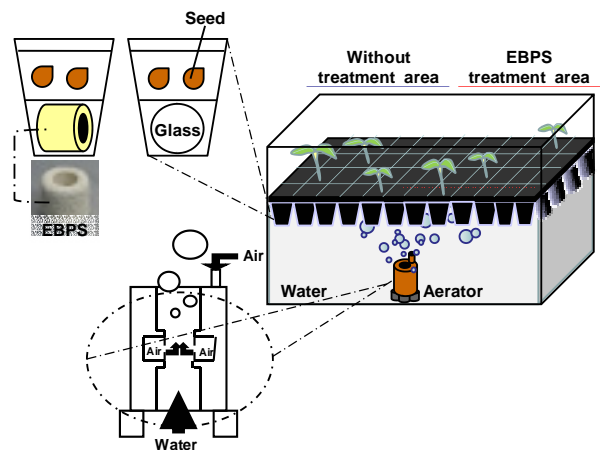 Seed
Without
treatment area
EBPS
treatment area
Glass
EBPS
Air
Water
Aerator
Air
Air
Water